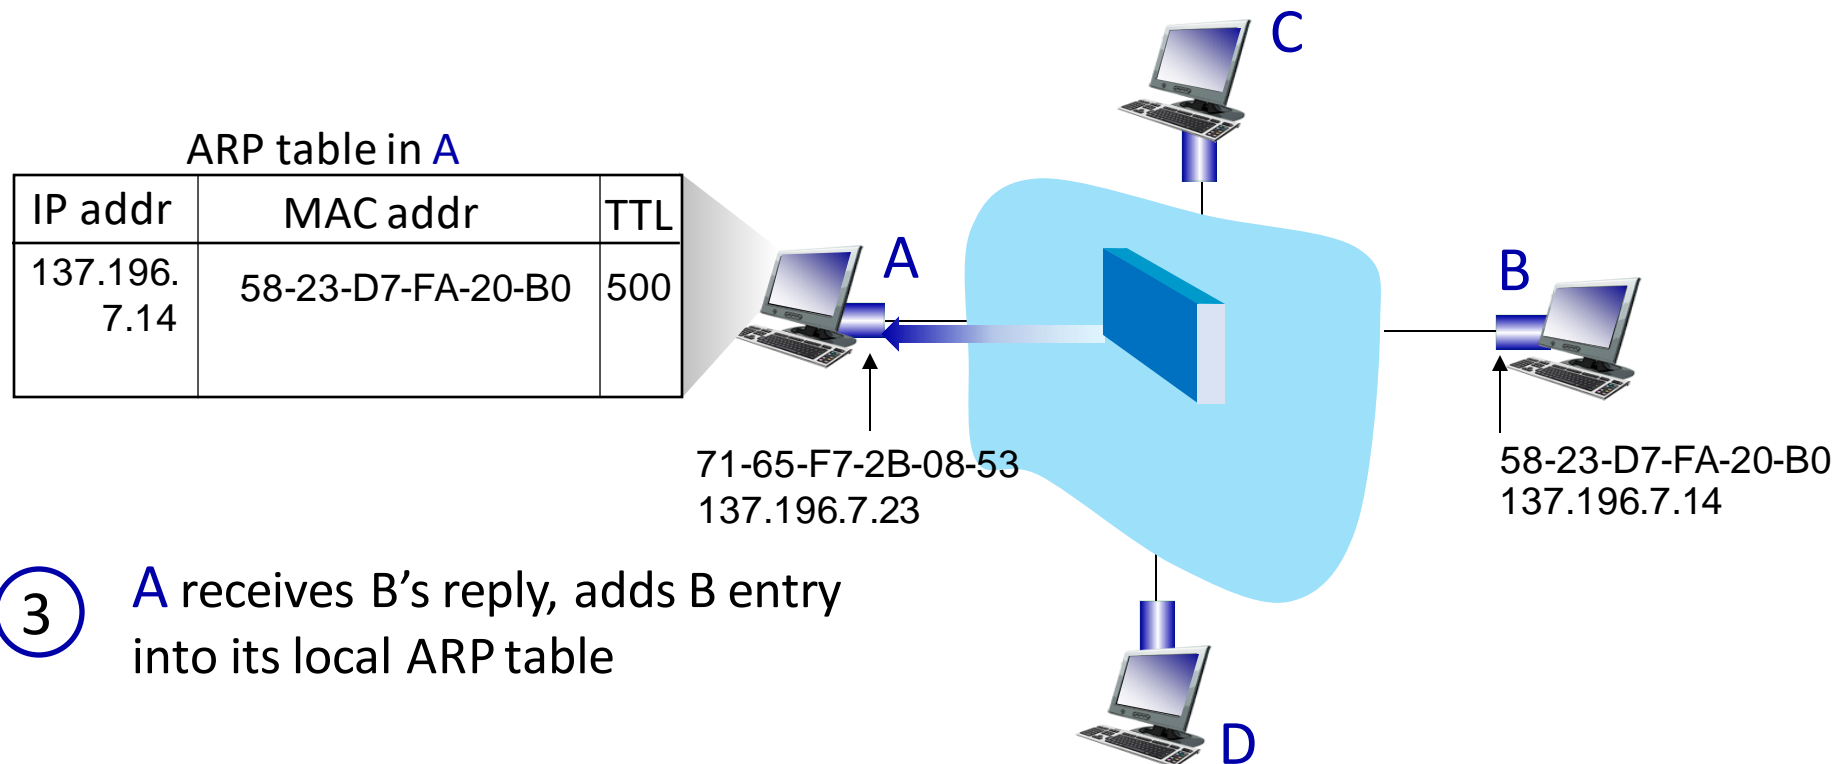 C
ARP table in A
IP addr MAC addr TTL
137.196.
7.14
58-23-D7-FA-20-B0 500
A
B
71-65-F7-2B-08-53
137.196.7.23
58-23-D7-FA-20-B0
137.196.7.14
3
A receives B’s reply, adds B entry
into its local ARP table
D